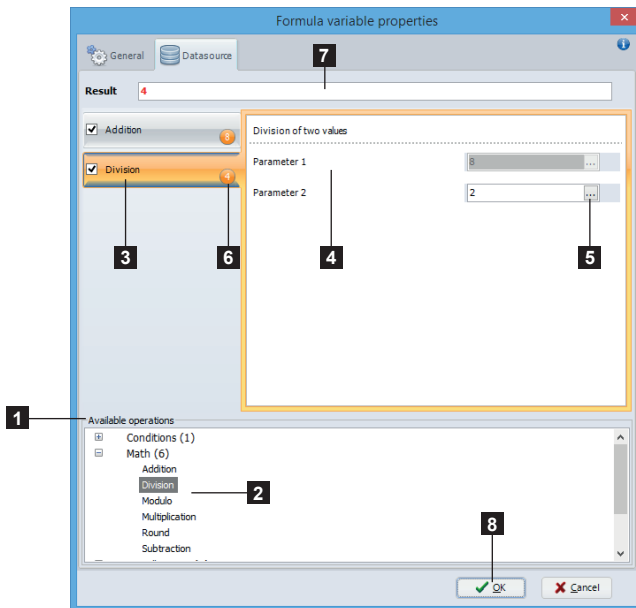 Formula variable properties
General
Datasource
7
Result 4
Addition 8
Division 4
Division of two values
Parameter 1 8 ...
Parameter 2 2 ...
3
6
4
5
1
Available operations
Conditions (1)
Math (6)
Addition
Division
2
Modulo
Multiplication
Round
Subtraction
8
OK
Cancel